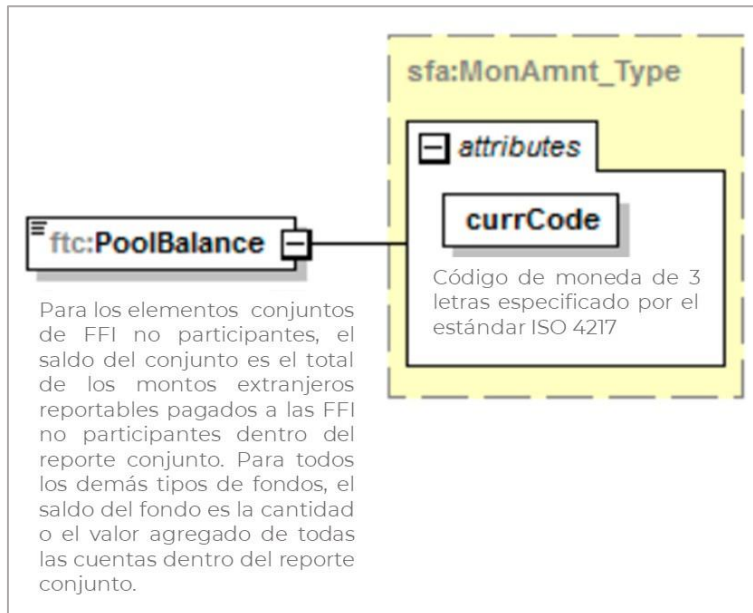 sfa:MonAmnt_Type
attributes
currCode
Código de moneda de 3
letras especificado por el
estándar ISO 4217
ftc:PoolBalance
Para los elementos conjuntos
de FFI no participantes, el
saldo del conjunto es el total
de los montos extranjeros
reportables pagados a las FFI
no participantes dentro del
reporte conjunto. Para todos
los demás tipos de fondos, el
saldo del fondo es la cantidad
o el valor agregado de todas
las cuentas dentro del reporte
conjunto.